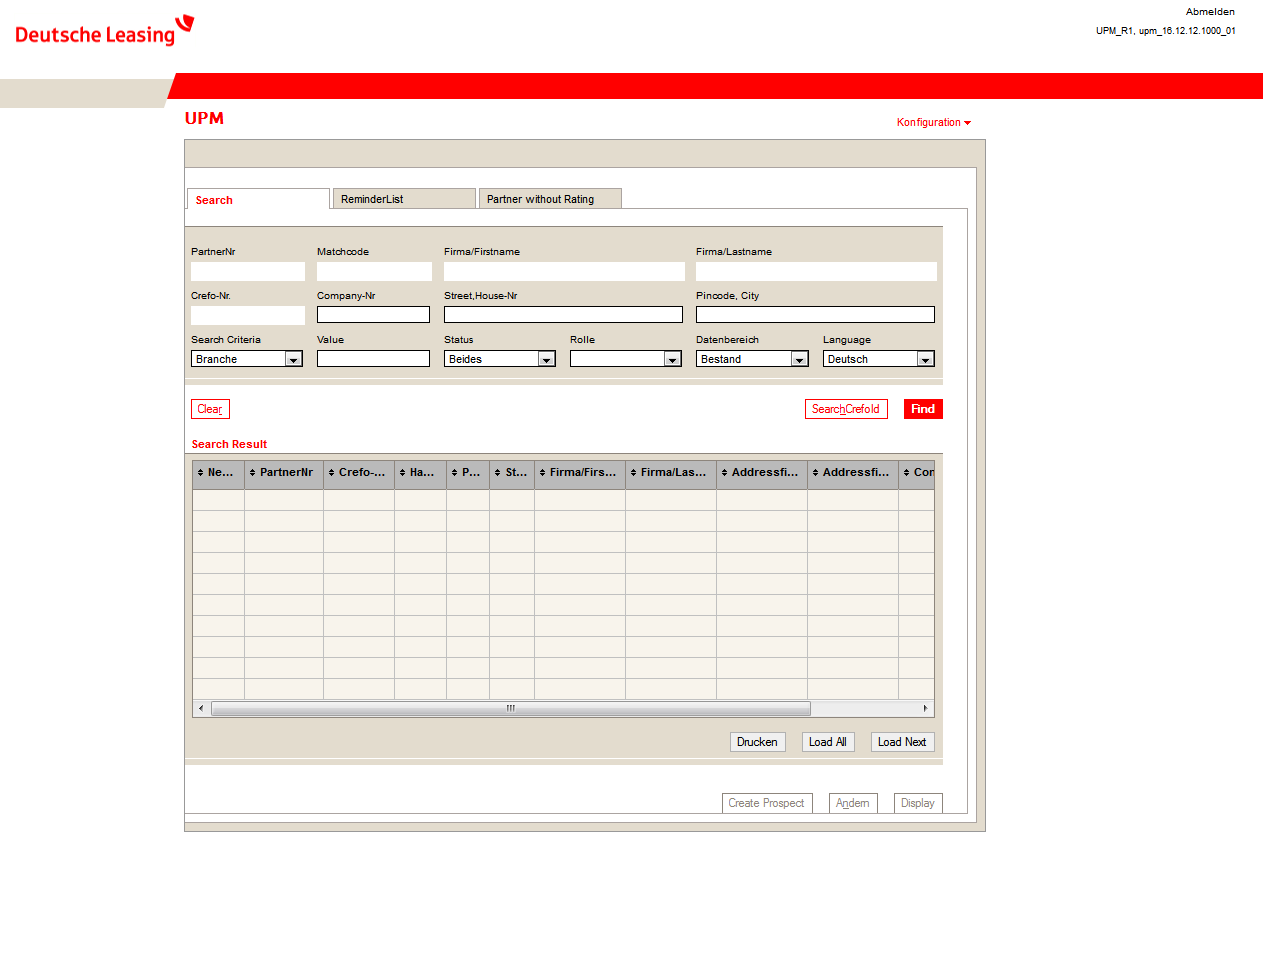 Deutsche Leasing
Abmelden
UPM_R1, upm_16.12.12.1000_01
UPM
Konfiguration
Search ReminderList Partner without Rating
PartnerNr Matchcode Firma/Firstname Firma/Lastname
Crefo-Nr. Company-Nr Street,House-Nr Pincode, City
Search Criteria Value Status Rolle Datenbereich Language
Branche Beides Bestand Deutsch
Clear SearchCrefoId Find
Search Result
Ne... PartnerNr Crefo-... Ha... P... St... Firma/Firs... Firma/Las... Addressfi... Addressfi... Con
Drucken Load All Load Next
Create Prospect Andern Display